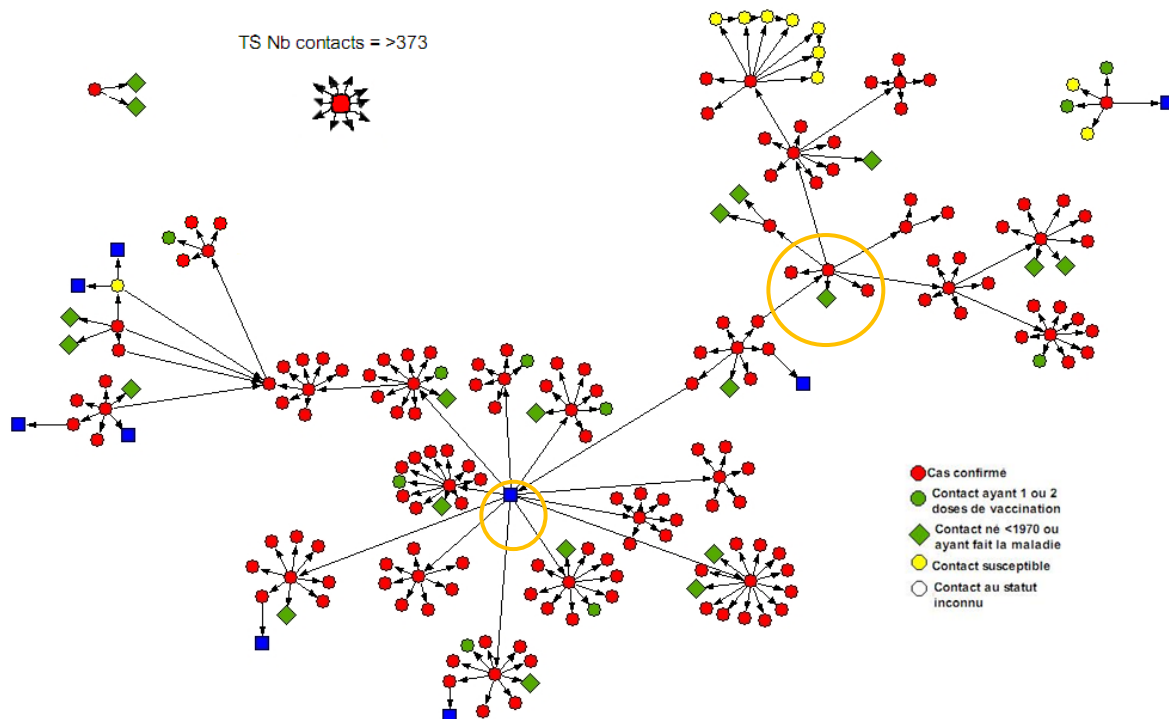 TS Nb contacts = >373
Cas confirmé
Contact ayant 1 ou 2
doses de vaccination
Contact né <1970 ou
ayant fait la maladie
Contact susceptible
Contact au statut
inconnu